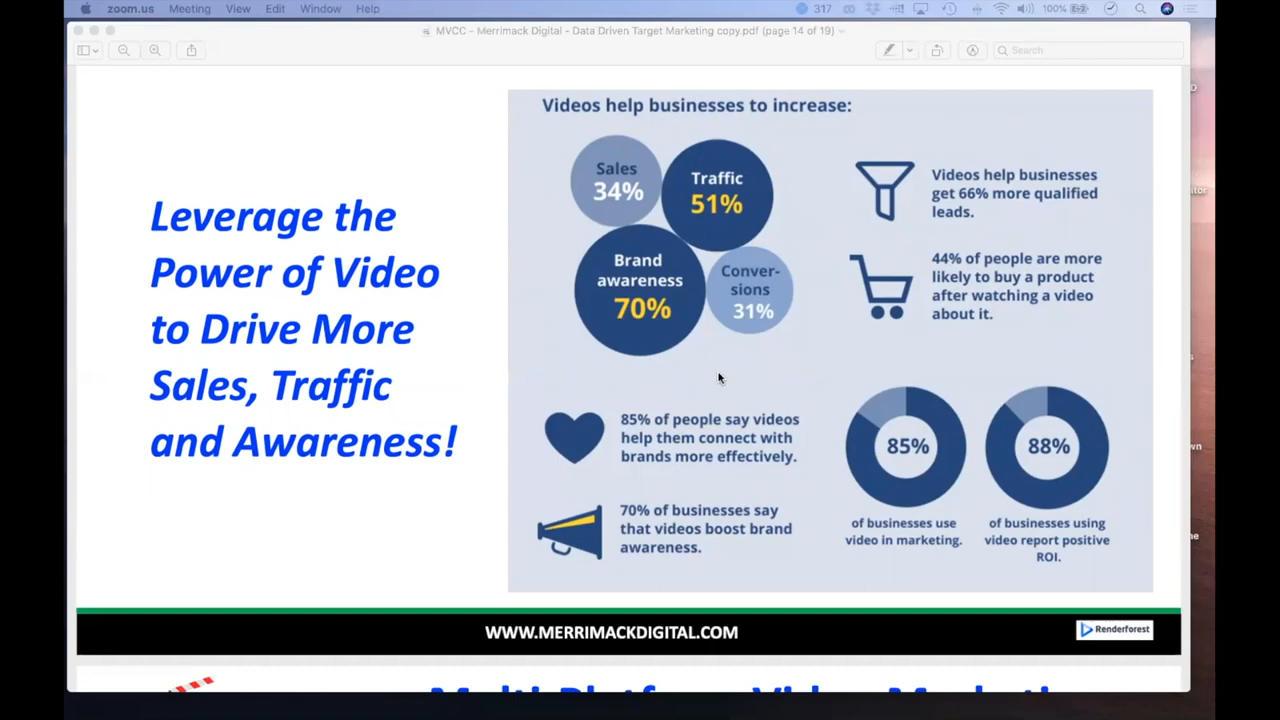 zoom.us Meeting View Edit Window Help
317 100%
MVCC - Merrimack Digital - Data Driven Target Marketing copy.pdf (page 14 of 19)
Search
Leverage the
Power of Video
to Drive More
Sales, Traffic
and Awareness!
Videos help businesses to increase:
Sales
34%
Traffic
51%
Brand
awareness
70%
Conver-
sions
31%
Videos help businesses
get 66% more qualified
leads.
44% of people are more
likely to buy a product
after watching a video
about it.
85% of people say videos
help them connect with
brands more effectively.
70% of businesses say
that videos boost brand
awareness.
85%
of businesses use
video in marketing.
88%
of businesses using
video report positive
ROI.
WWW.MERRIMACKDIGITAL.COM
Renderforest